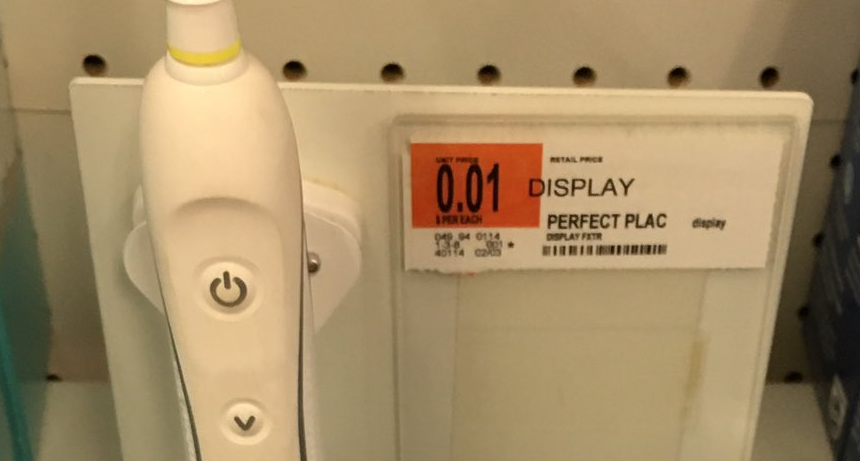 UNIT PRICE
RETAIL PRICE
0.01
DISPLAY
$ PER EACH
PERFECT PLAC
display
049 94 0114
DISPLAY FXTR
1-3-8 001 *
40114 02/03